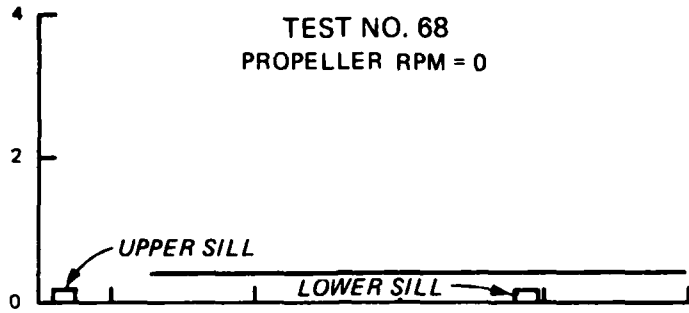 4
TEST NO. 68
PROPELLER RPM = 0
2
UPPER SILL
LOWER SILL
0